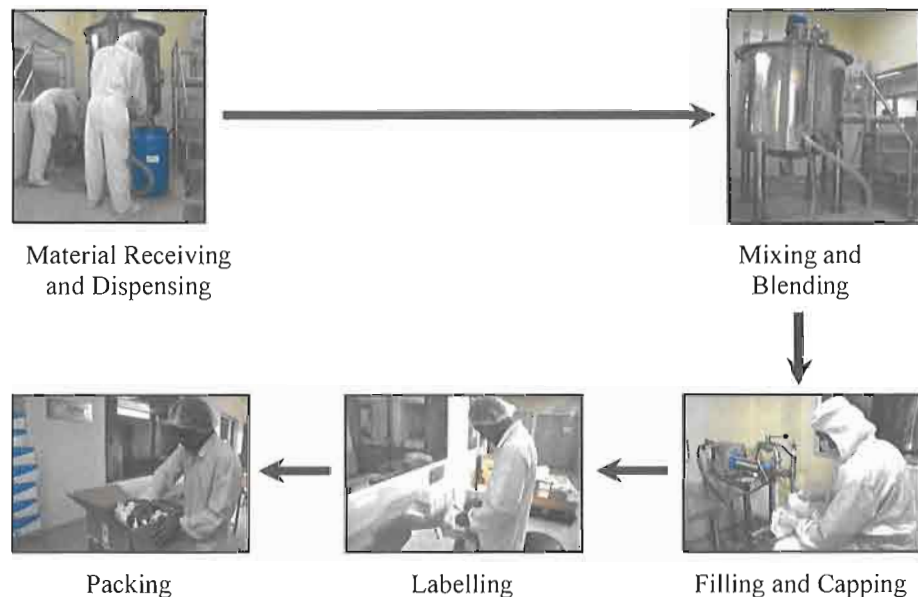 Material Receiving
and Dispensing
Mixing and
Blending
Filling and Capping
Labelling
Packing